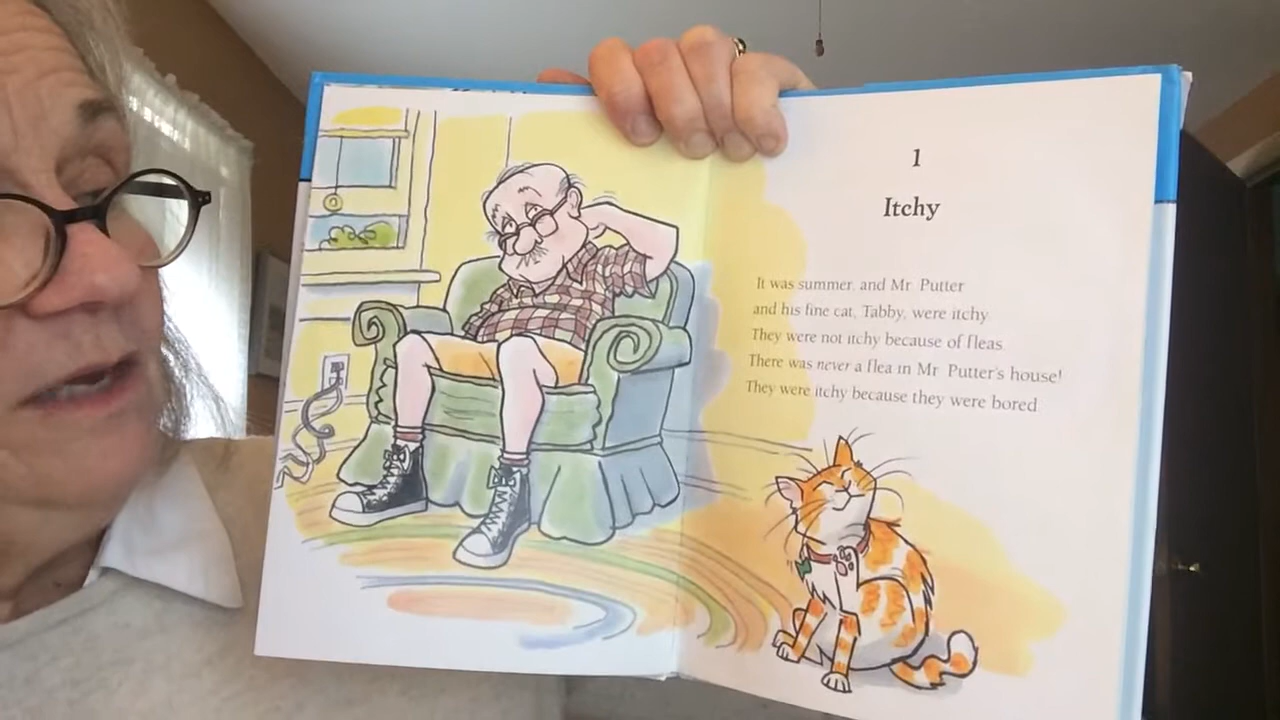 1
Itchy
It was summer, and Mr. Putter
and his fine cat, Tabby, were itchy.
They were not itchy because of fleas.
There was never a flea in Mr. Putter's house!
They were itchy because they were bored.